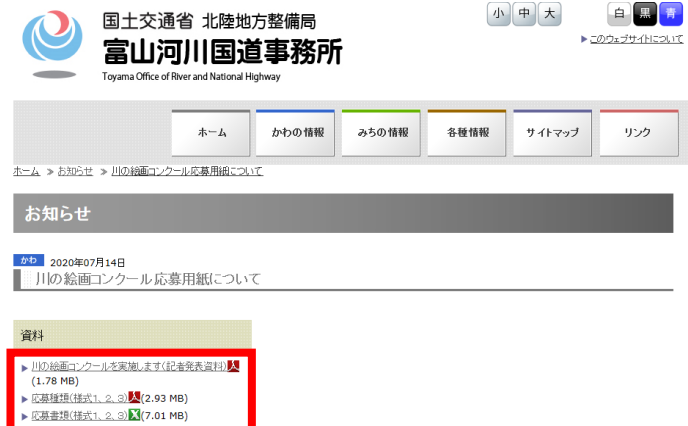 国土交通省 北陸地方整備局
富山河川国道事務所
Toyama Office of River and National Highway
小 中 大 白 黒 青
このウェブサイトについて
ホーム かわの情報 みちの情報 各種情報 サイトマップ リンク
ホーム > お知らせ > 川の絵画コンクール応募用紙について
お知らせ
かわ 2020年07月14日
川の絵画コンクール応募用紙について
資料
川の絵画コンクールを実施します(記者発表資料)
(1.78 MB)
応募種類(様式1、2、3) (2.93 MB)
応募書類(様式1、2、3) (7.01 MB)